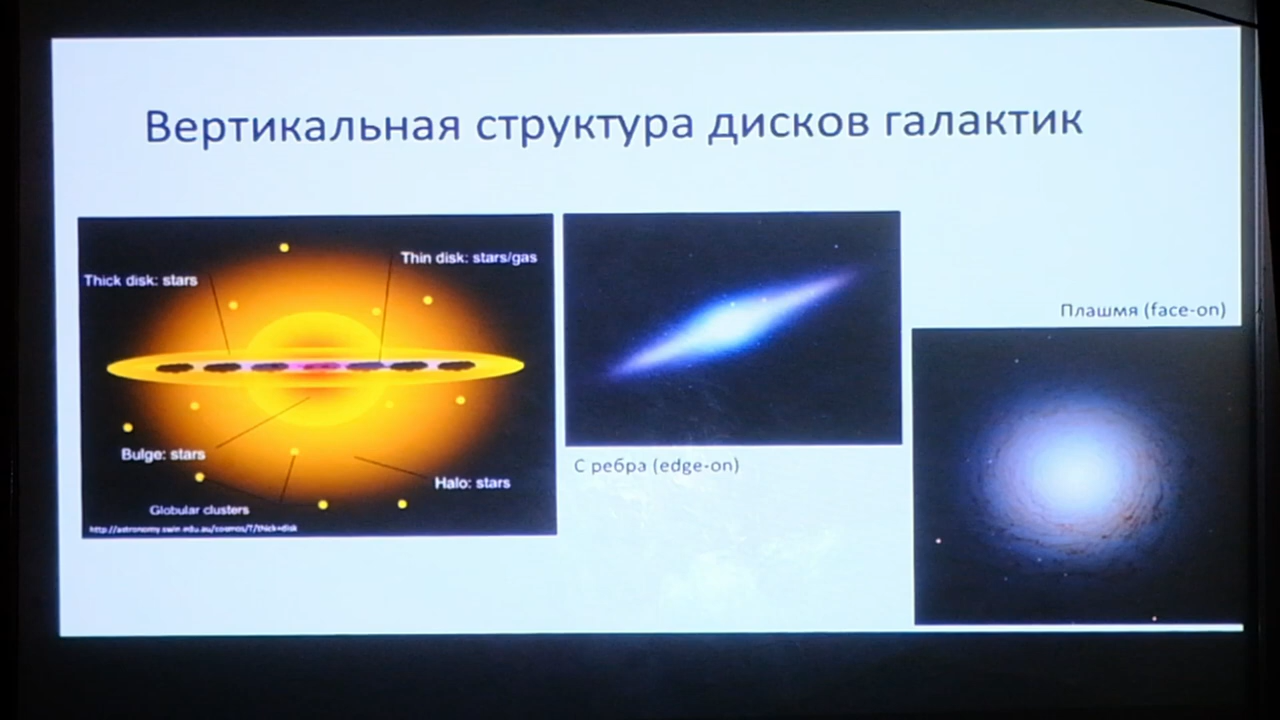 Вертикальная структура дисков галактик
Thick disk: stars
Thin disk: stars/gas
Bulge: stars
Halo: stars
Globular clusters
http://astronomy.swin.edu.au/cosmos/T/thick+disk
С ребра (edge-on)
Плашмя (face-on)